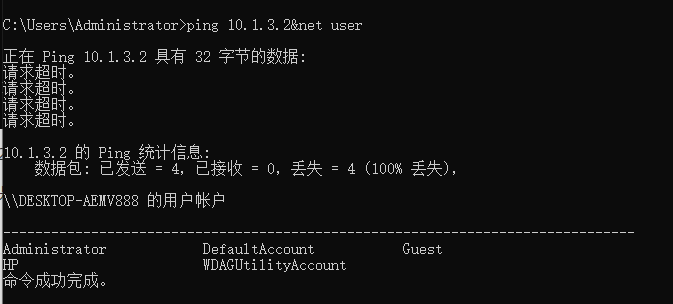 C:\Users\Administrator>ping 10.1.3.2&net user
正在 Ping 10.1.3.2 具有 32 字节的数据:
请求超时。
请求超时。
请求超时。
请求超时。
10.1.3.2 的 Ping 统计信息:
数据包: 已发送 = 4, 已接收 = 0, 丢失 = 4 (100% 丢失),
\\DESKTOP-AEMV888 的用户帐户
-------------------------------------------------------------------------------
Administrator DefaultAccount Guest
HP WDAGUtilityAccount
命令成功完成。